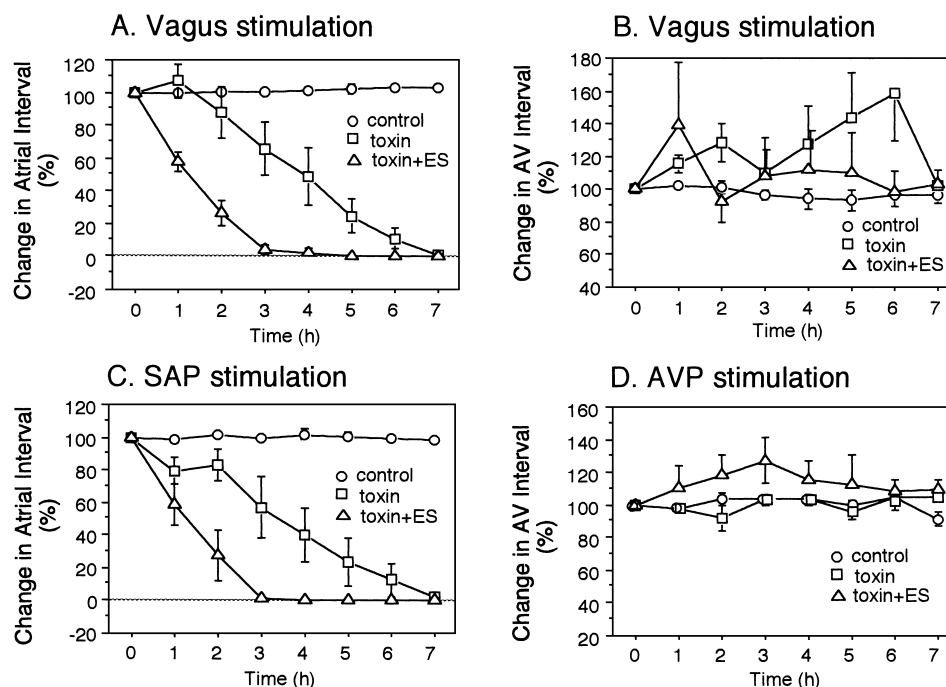 A. Vagus stimulation
Change in Atrial Interval
(%)
120
100
80
60
40
20
0
-20
control
toxin
toxin+ES
0 1 2 3 4 5 6 7
Time (h)
B. Vagus stimulation
Change in AV Interval
(%)
180
160
140
120
100
80
60
40
control
toxin
toxin+ES
0 1 2 3 4 5 6 7
Time (h)
C. SAP stimulation
Change in Atrial Interval
(%)
120
100
80
60
40
20
0
-20
control
toxin
toxin+ES
0 1 2 3 4 5 6 7
Time (h)
D. AVP stimulation
Change in AV Interval
(%)
160
140
120
100
80
60
40
20
control
toxin
toxin+ES
0 1 2 3 4 5 6 7
Time (h)